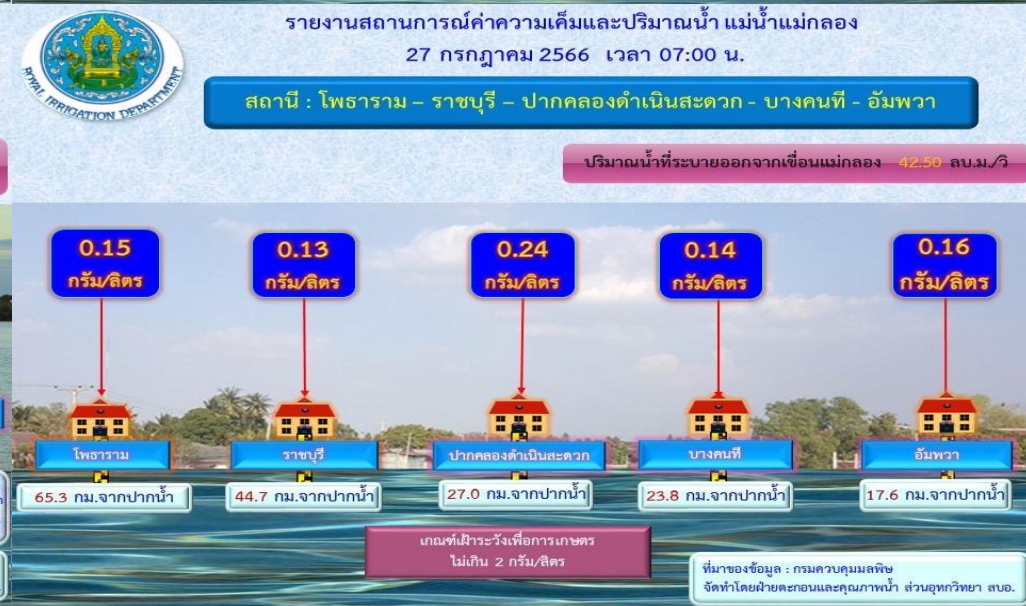 รายงานสถานการณ์ค่าความเค็มและปริมาณน้ำ แม่น้ำแม่กลอง
27 กรกฎาคม 2566 เวลา 07:00 น.
ROYAL IRRIGATION DEPARTMENT
สถานี : โพธาราม – ราชบุรี – ปากคลองดำเนินสะดวก - บางคนที - อัมพวา
ปริมาณน้ำที่ระบายออกจากเขื่อนแม่กลอง 42.50 ลบ.ม./วิ
0.15 กรัม/ลิตร
0.13 กรัม/ลิตร
0.24 กรัม/ลิตร
0.14 กรัม/ลิตร
0.16 กรัม/ลิตร
โพธาราม
ราชบุรี
ปากคลองดำเนินสะดวก
บางคนที
อัมพวา
65.3 กม.จากปากน้ำ
44.7 กม.จากปากน้ำ
27.0 กม.จากปากน้ำ
23.8 กม.จากปากน้ำ
17.6 กม.จากปากน้ำ
เกณฑ์เฝ้าระวังเพื่อการเกษตร
ไม่เกิน 2 กรัม/ลิตร
ที่มาของข้อมูล : กรมควบคุมมลพิษ
จัดทำโดยฝ่ายตะกอนและคุณภาพน้ำ ส่วนอุทกวิทยา สบอ.